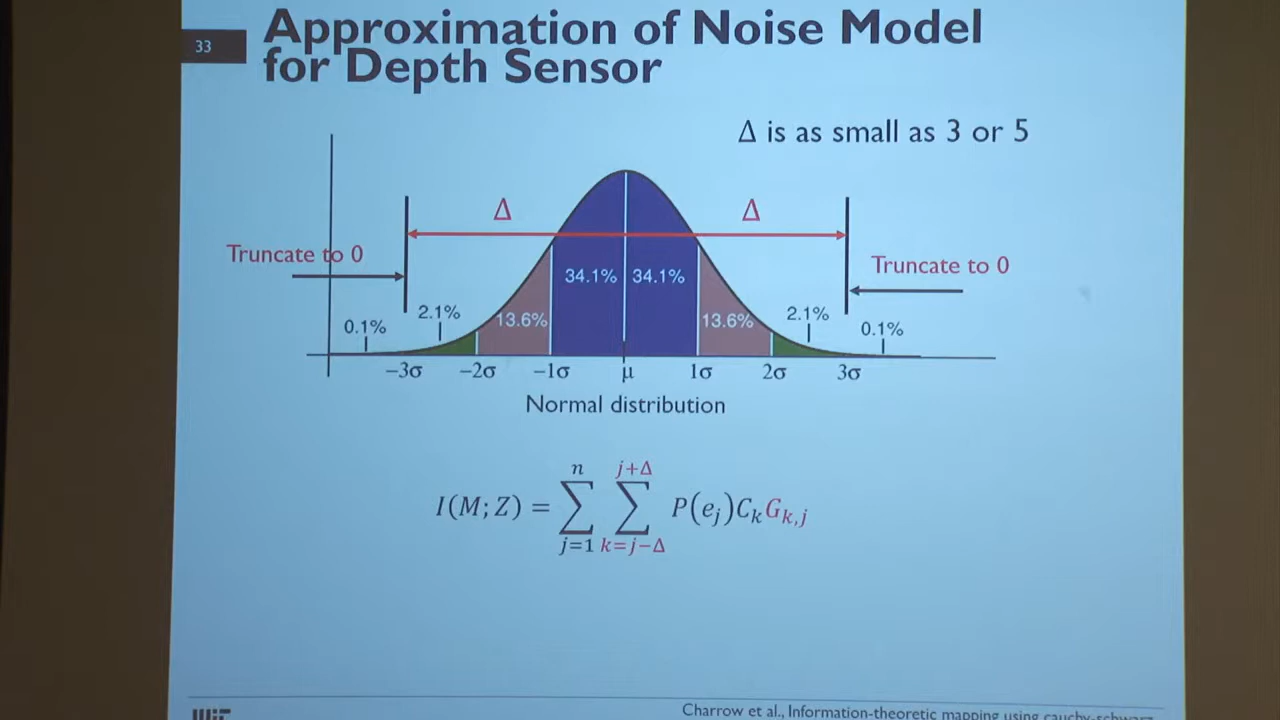 33
Approximation of Noise Model
for Depth Sensor
Δ is as small as 3 or 5
Δ Δ
Truncate to 0
Truncate to 0
34.1% 34.1%
13.6% 13.6%
2.1% 2.1%
0.1% 0.1%
−3σ −2σ −1σ μ 1σ 2σ 3σ
Normal distribution
I(M; Z) = ∑_{j=1}^{n} ∑_{k=j−Δ}^{j+Δ} P(e_j)C_kG_{k,j}
Charrow et al., Information-theoretic mapping using cauchy-schwarz
MIT